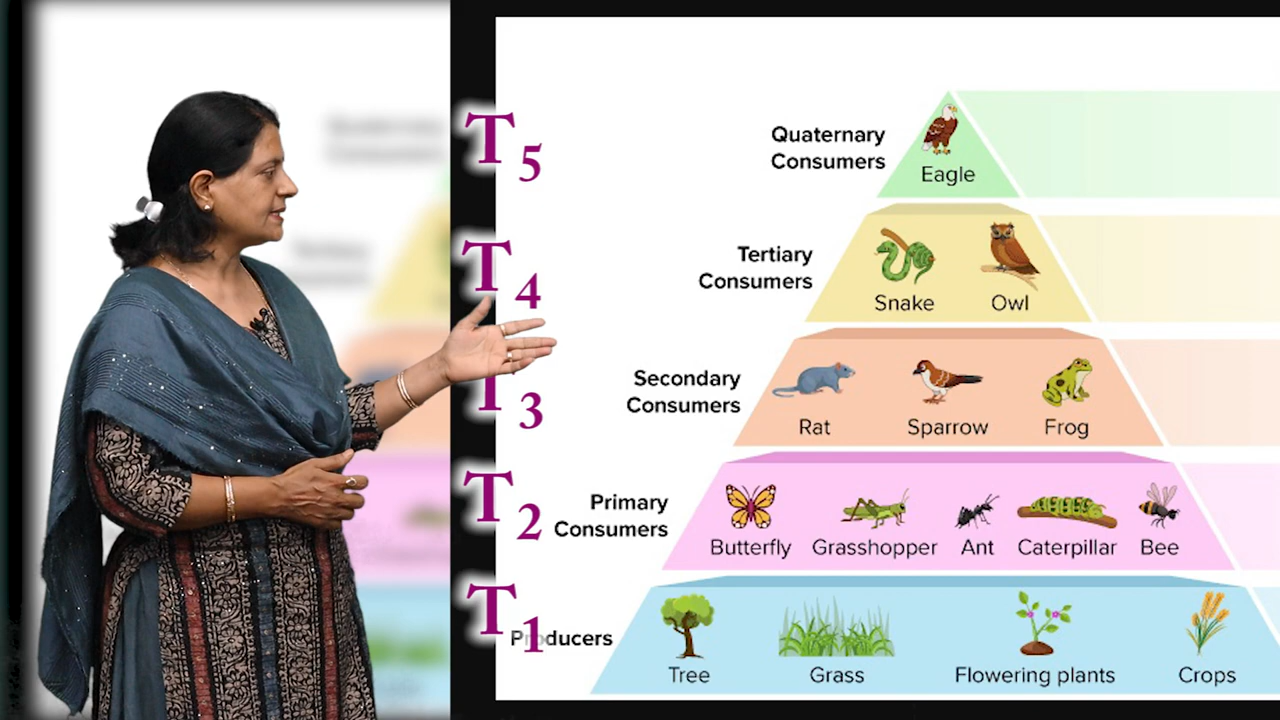 T5
Quaternary
Consumers
Eagle
T4
Tertiary
Consumers
Snake Owl
T3
Secondary
Consumers
Rat Sparrow Frog
T2
Primary
Consumers
Butterfly Grasshopper Ant Caterpillar Bee
T1
Producers
Tree Grass Flowering plants Crops